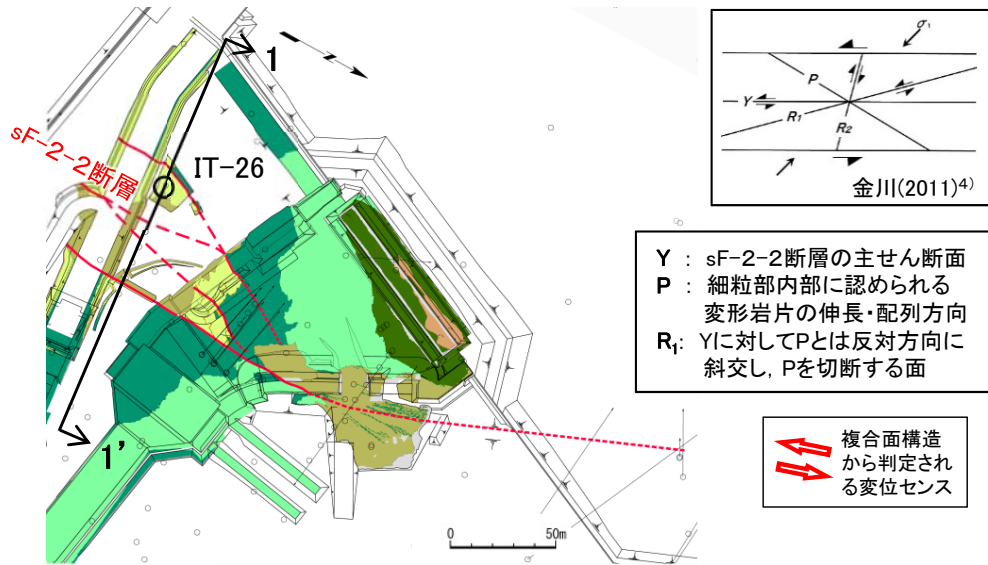 1
N
sF-2-2断層
IT-26
1’
0
50m
σ1
P
Y
R1
R2
金川(2011)4)
Y : sF-2-2断層の主せん断面
P : 細粒部内部に認められる
変形岩片の伸長・配列方向
R1: Yに対してPとは反対方向に
斜交し, Pを切断する面
複合面構造
から判定され
る変位センス